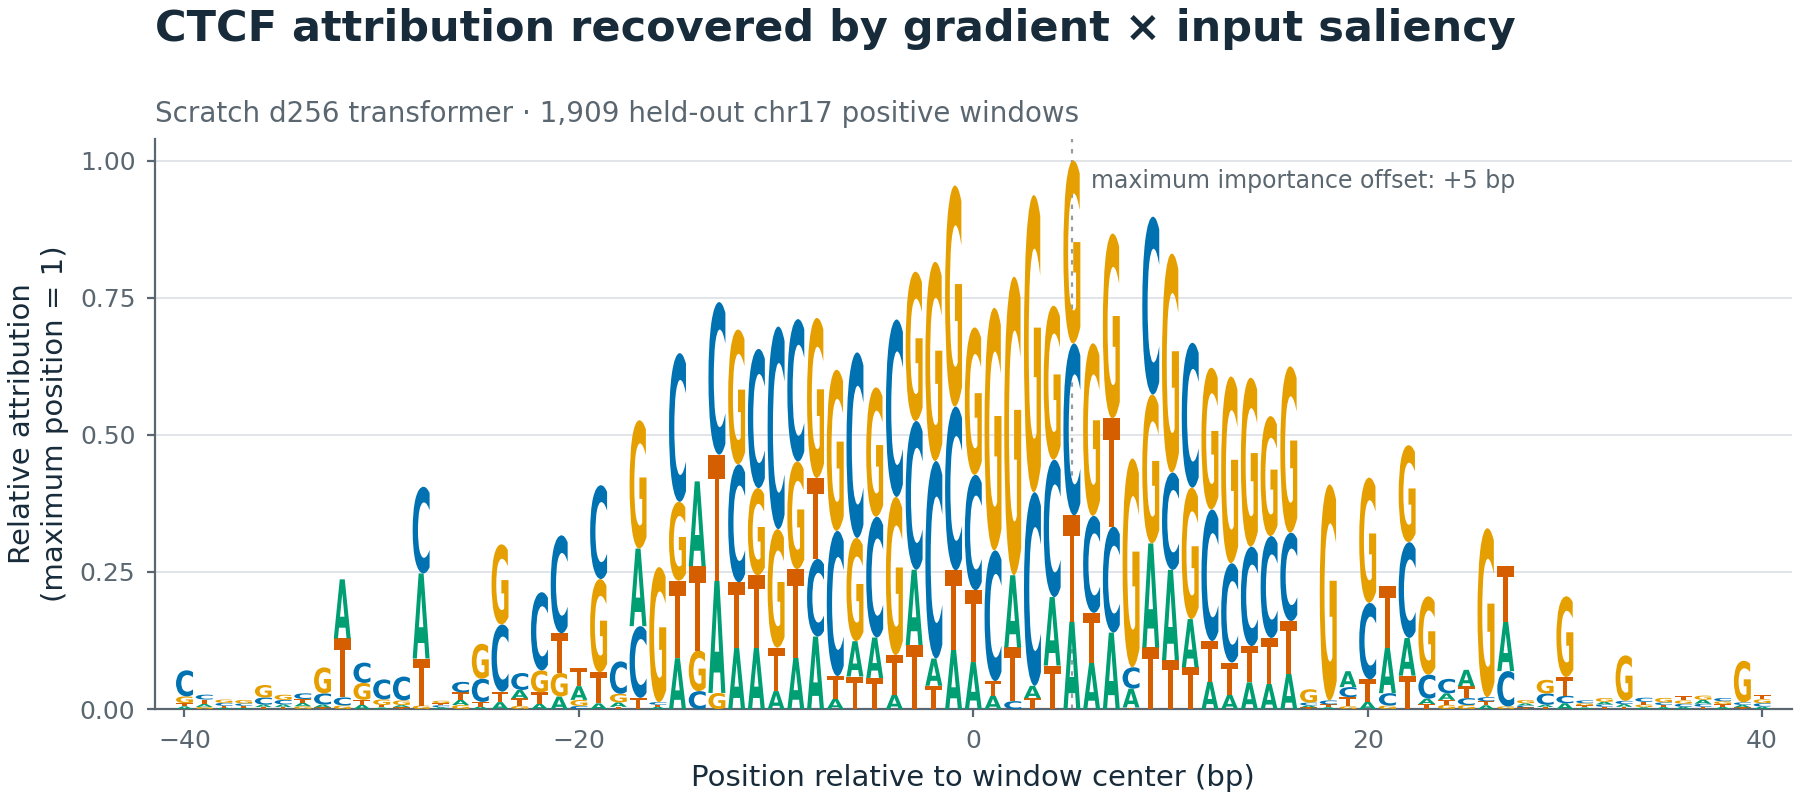 CTCF attribution recovered by gradient × input saliency
Scratch d256 transformer · 1,909 held-out chr17 positive windows
maximum importance offset: +5 bp
Relative attribution
(maximum position = 1)
1.00
0.75
0.50
0.25
0.00
−40
−20
0
20
40
Position relative to window center (bp)